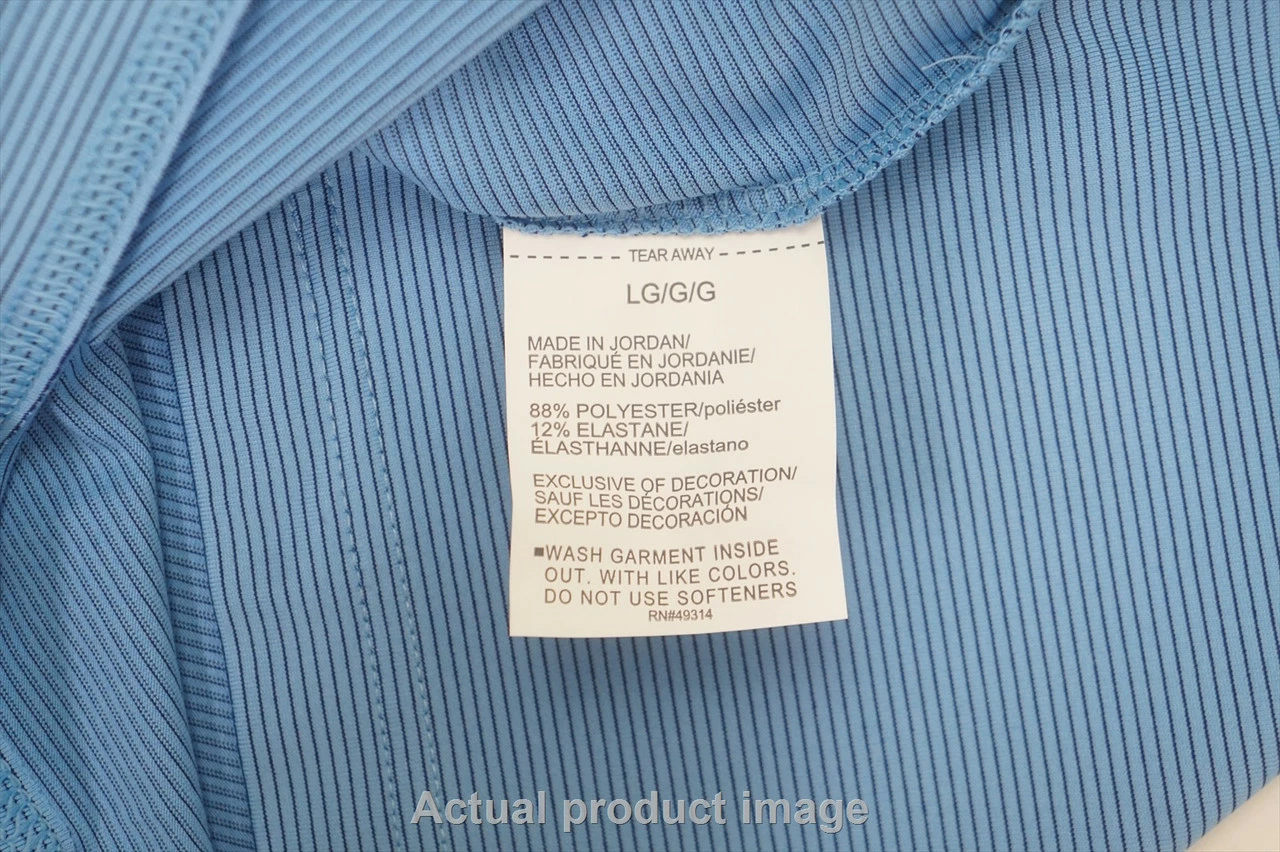 TEAR AWAY
LG/G/G
MADE IN JORDAN/
FABRIQUÉ EN JORDANIE/
HECHO EN JORDANIA
88% POLYESTER/poliéster
12% ELASTANE/
ÉLASTHANNE/elastano
EXCLUSIVE OF DECORATION/
SAUF LES DÉCORATIONS/
EXCEPTO DECORACIÓN
■WASH GARMENT INSIDE
OUT. WITH LIKE COLORS.
DO NOT USE SOFTENERS
RN#49314
Actual product image